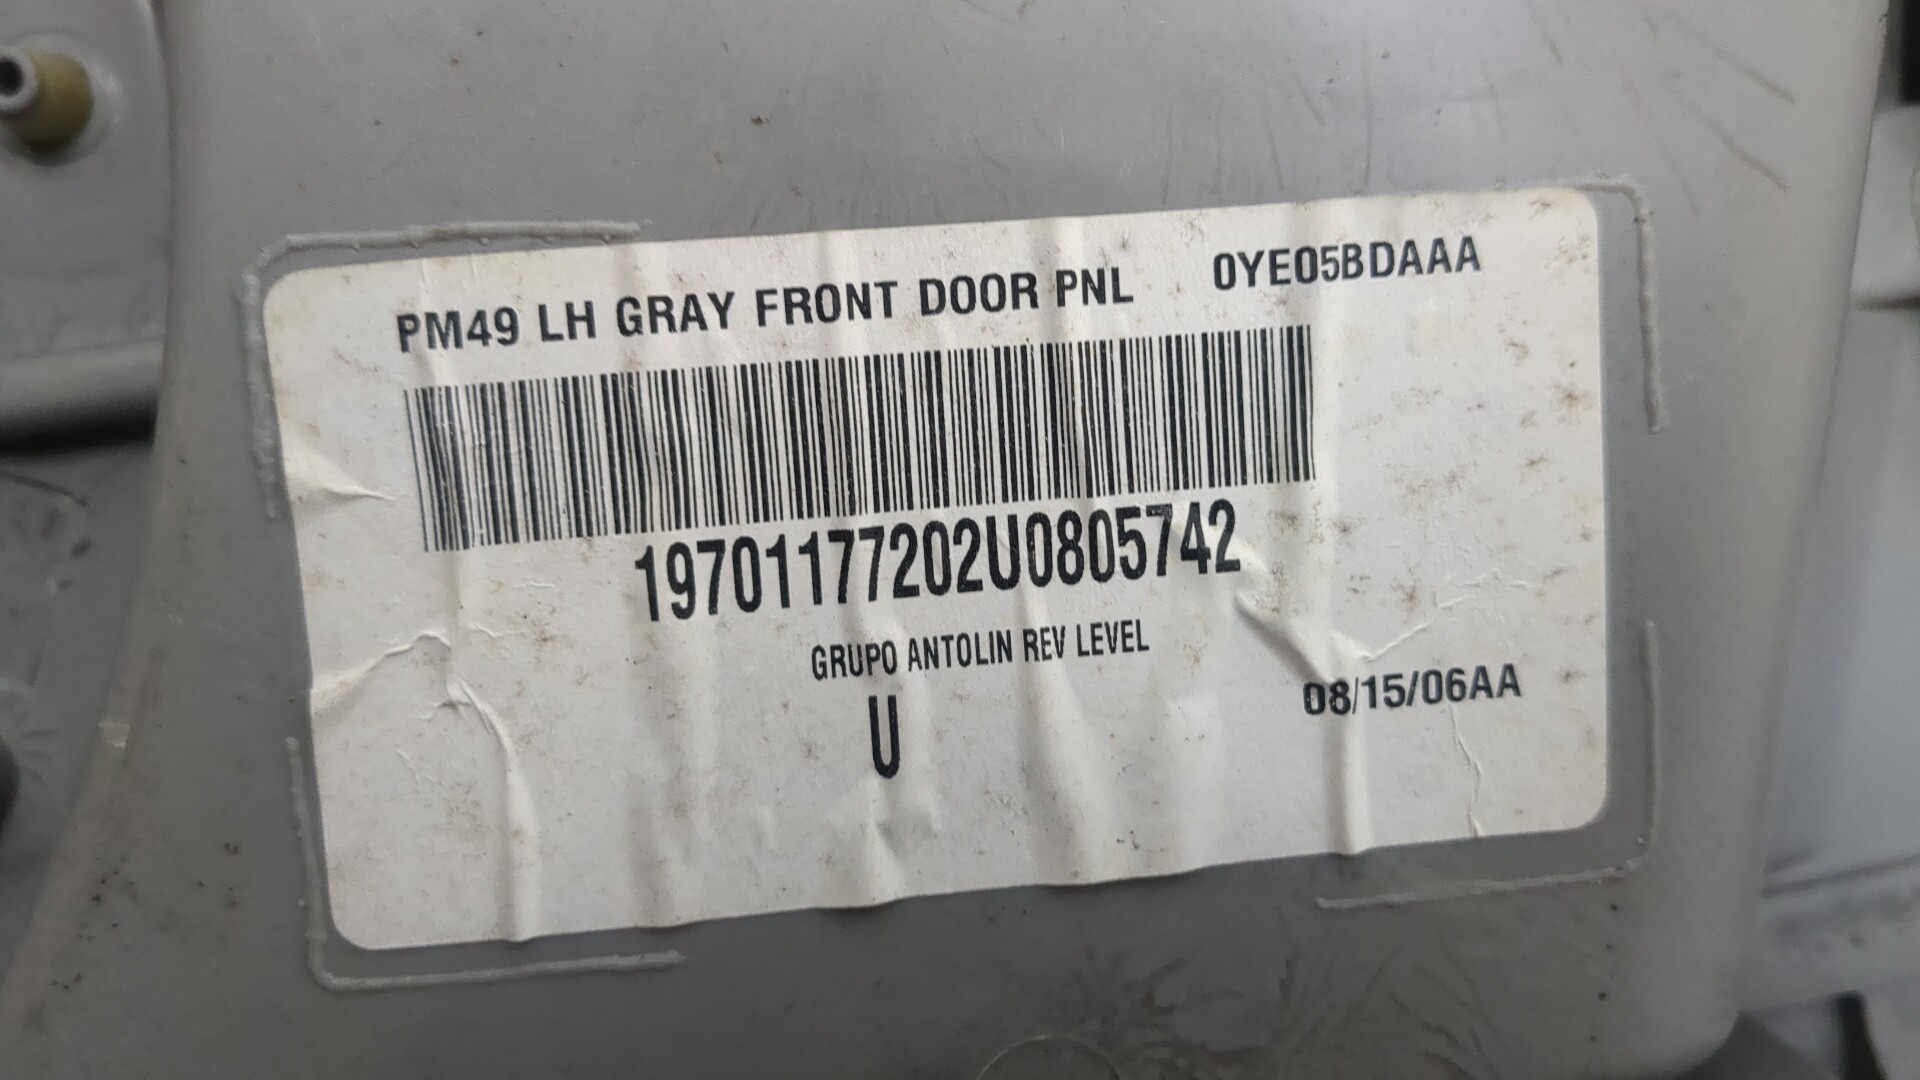 PM49 LH GRAY FRONT DOOR PNL 0YE05BDAAA
19701177202U0805742
GRUPO ANTOLIN REV LEVEL
U
08/15/06AA